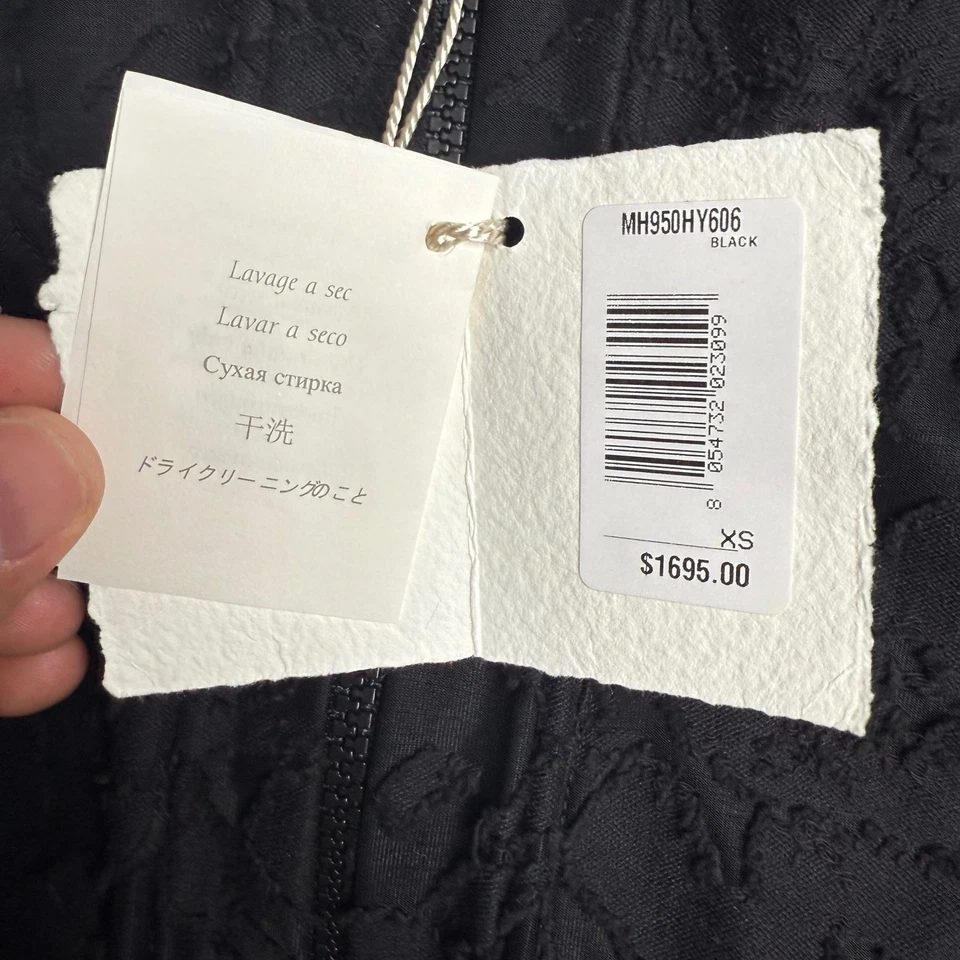 Lavage a sec
Lavar a seco
Сухая стирка
干洗
ドライクリーニングのこと
MH950HY606
BLACK
8 054732 023099
XS
$1695.00